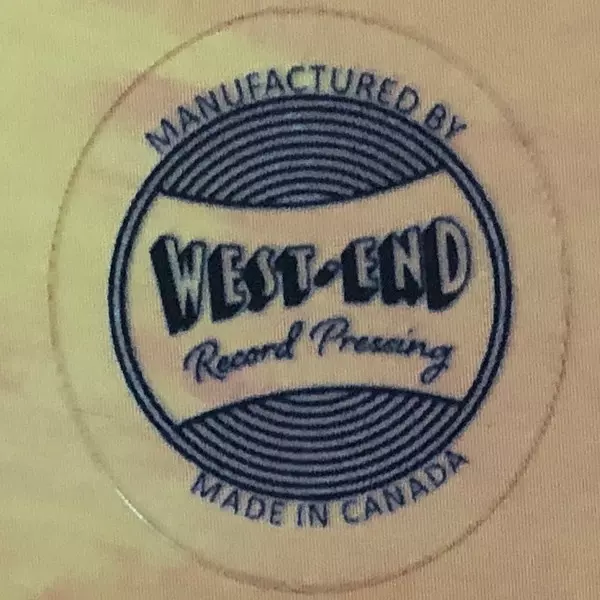 MANUFACTURED BY
WEST-END
Record Pressing
MADE IN CANADA